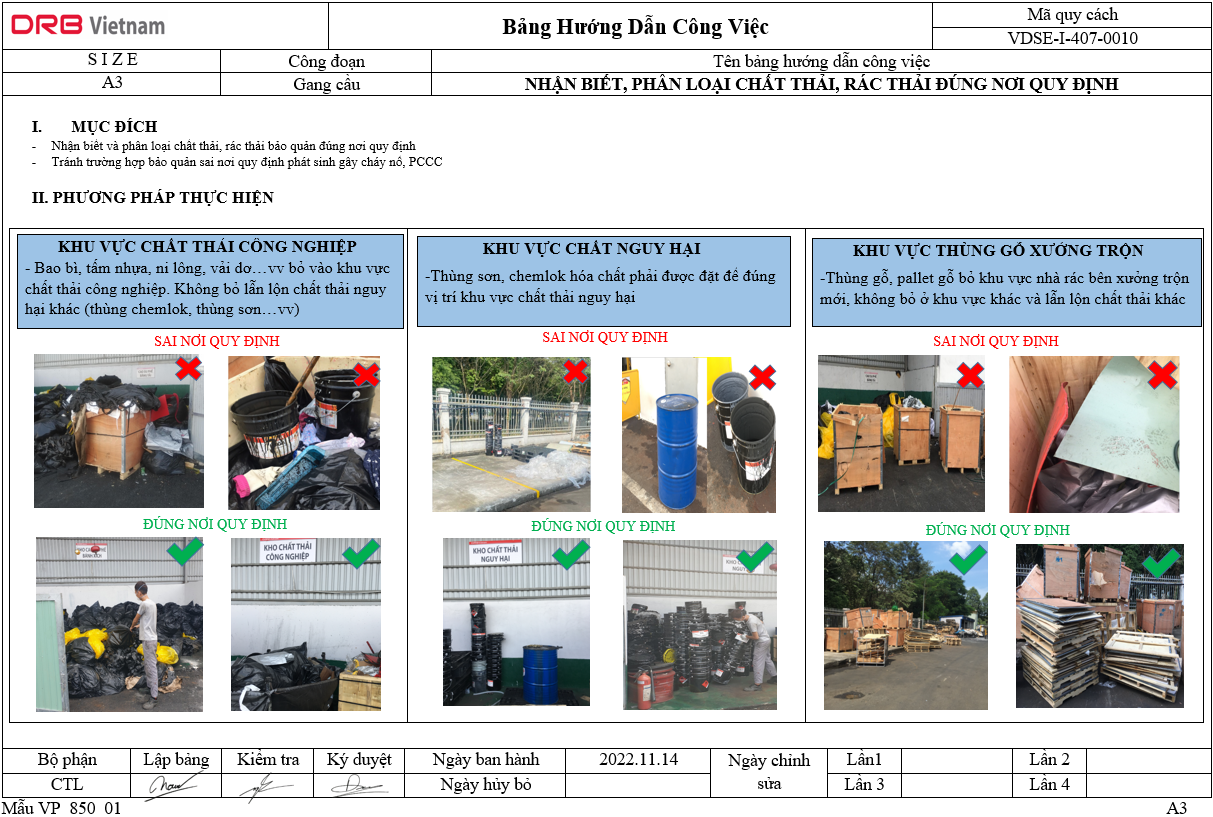 DRB Vietnam
Bảng Hướng Dẫn Công Việc
Mã quy cách
VDSE-I-407-0010
S I Z E
Công đoạn
Tên bảng hướng dẫn công việc
A3
Gang cầu
NHẬN BIẾT, PHÂN LOẠI CHẤT THẢI, RÁC THẢI ĐÚNG NƠI QUY ĐỊNH
I. MỤC ĐÍCH
- Nhận biết và phân loại chất thải, rác thải bảo quản đúng nơi quy định
- Tránh trường hợp bảo quản sai nơi quy định phát sinh gây cháy nổ, PCCC
II. PHƯƠNG PHÁP THỰC HIỆN
KHU VỰC CHẤT THẢI CÔNG NGHIỆP
- Bao bì, tấm nhựa, ni lông, vải dơ…vv bỏ vào khu vực
chất thải công nghiệp. Không bỏ lẫn lộn chất thải nguy
hại khác (thùng chemlok, thùng sơn…vv)
SAI NƠI QUY ĐỊNH
ĐÚNG NƠI QUY ĐỊNH
KHO CHẤT THẢI
CÔNG NGHIỆP
KHU VỰC CHẤT NGUY HẠI
-Thùng sơn, chemlok hóa chất phải được đặt để đúng
vị trí khu vực chất thải nguy hại
SAI NƠI QUY ĐỊNH
ĐÚNG NƠI QUY ĐỊNH
KHO CHẤT THẢI
NGUY HẠI
KHU VỰC THÙNG GỖ XƯỞNG TRỘN
-Thùng gỗ, pallet gỗ bỏ khu vực nhà rác bên xưởng trộn
mới, không bỏ ở khu vực khác và lẫn lộn chất thải khác
SAI NƠI QUY ĐỊNH
ĐÚNG NƠI QUY ĐỊNH
Bộ phận
Lập bảng
Kiểm tra
Ký duyệt
Ngày ban hành
2022.11.14
Ngày chỉnh
sửa
Lần1
Lần 2
CTL
Ngày hủy bỏ
Lần 3
Lần 4
Mẫu VP_850_01
A3